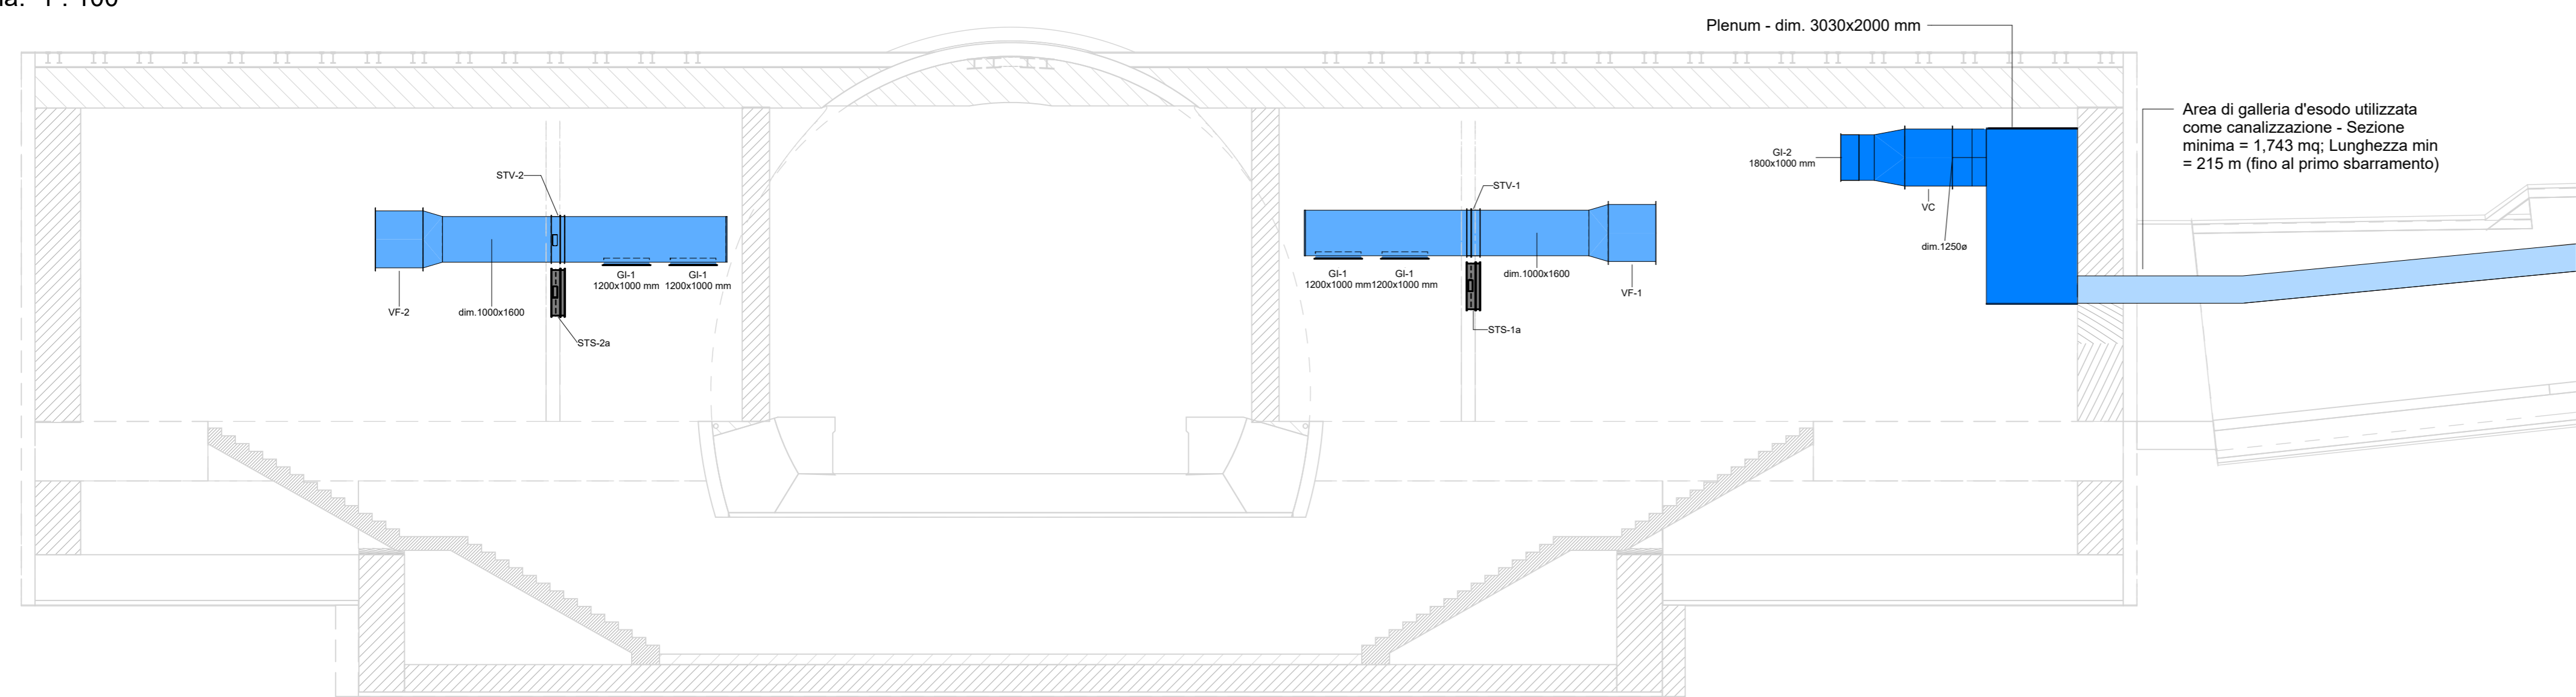 1 : 100
Plenum - dim. 3030x2000 mm
Area di galleria d'esodo utilizzata
come canalizzazione - Sezione
minima = 1,743 mq; Lunghezza min
= 215 m (fino al primo sbarramento)
GI-2
1800x1000 mm
VC
dim.1250ø
STV-2
GI-1
1200x1000 mm
GI-1
1200x1000 mm
VF-2
dim.1000x1600
STS-2a
STV-1
GI-1
1200x1000 mm
GI-1
1200x1000 mm
dim.1000x1600
VF-1
STS-1a